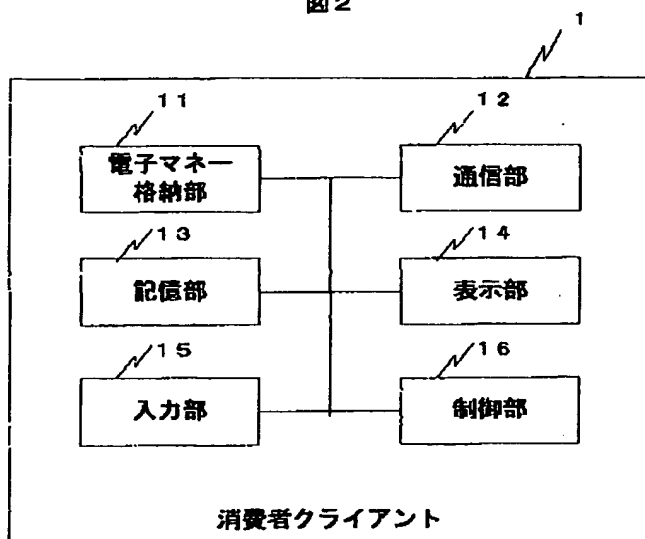 図2
1
11
12
電子マネー
格納部
通信部
13
14
記憶部
表示部
15
16
入力部
制御部
消費者クライアント